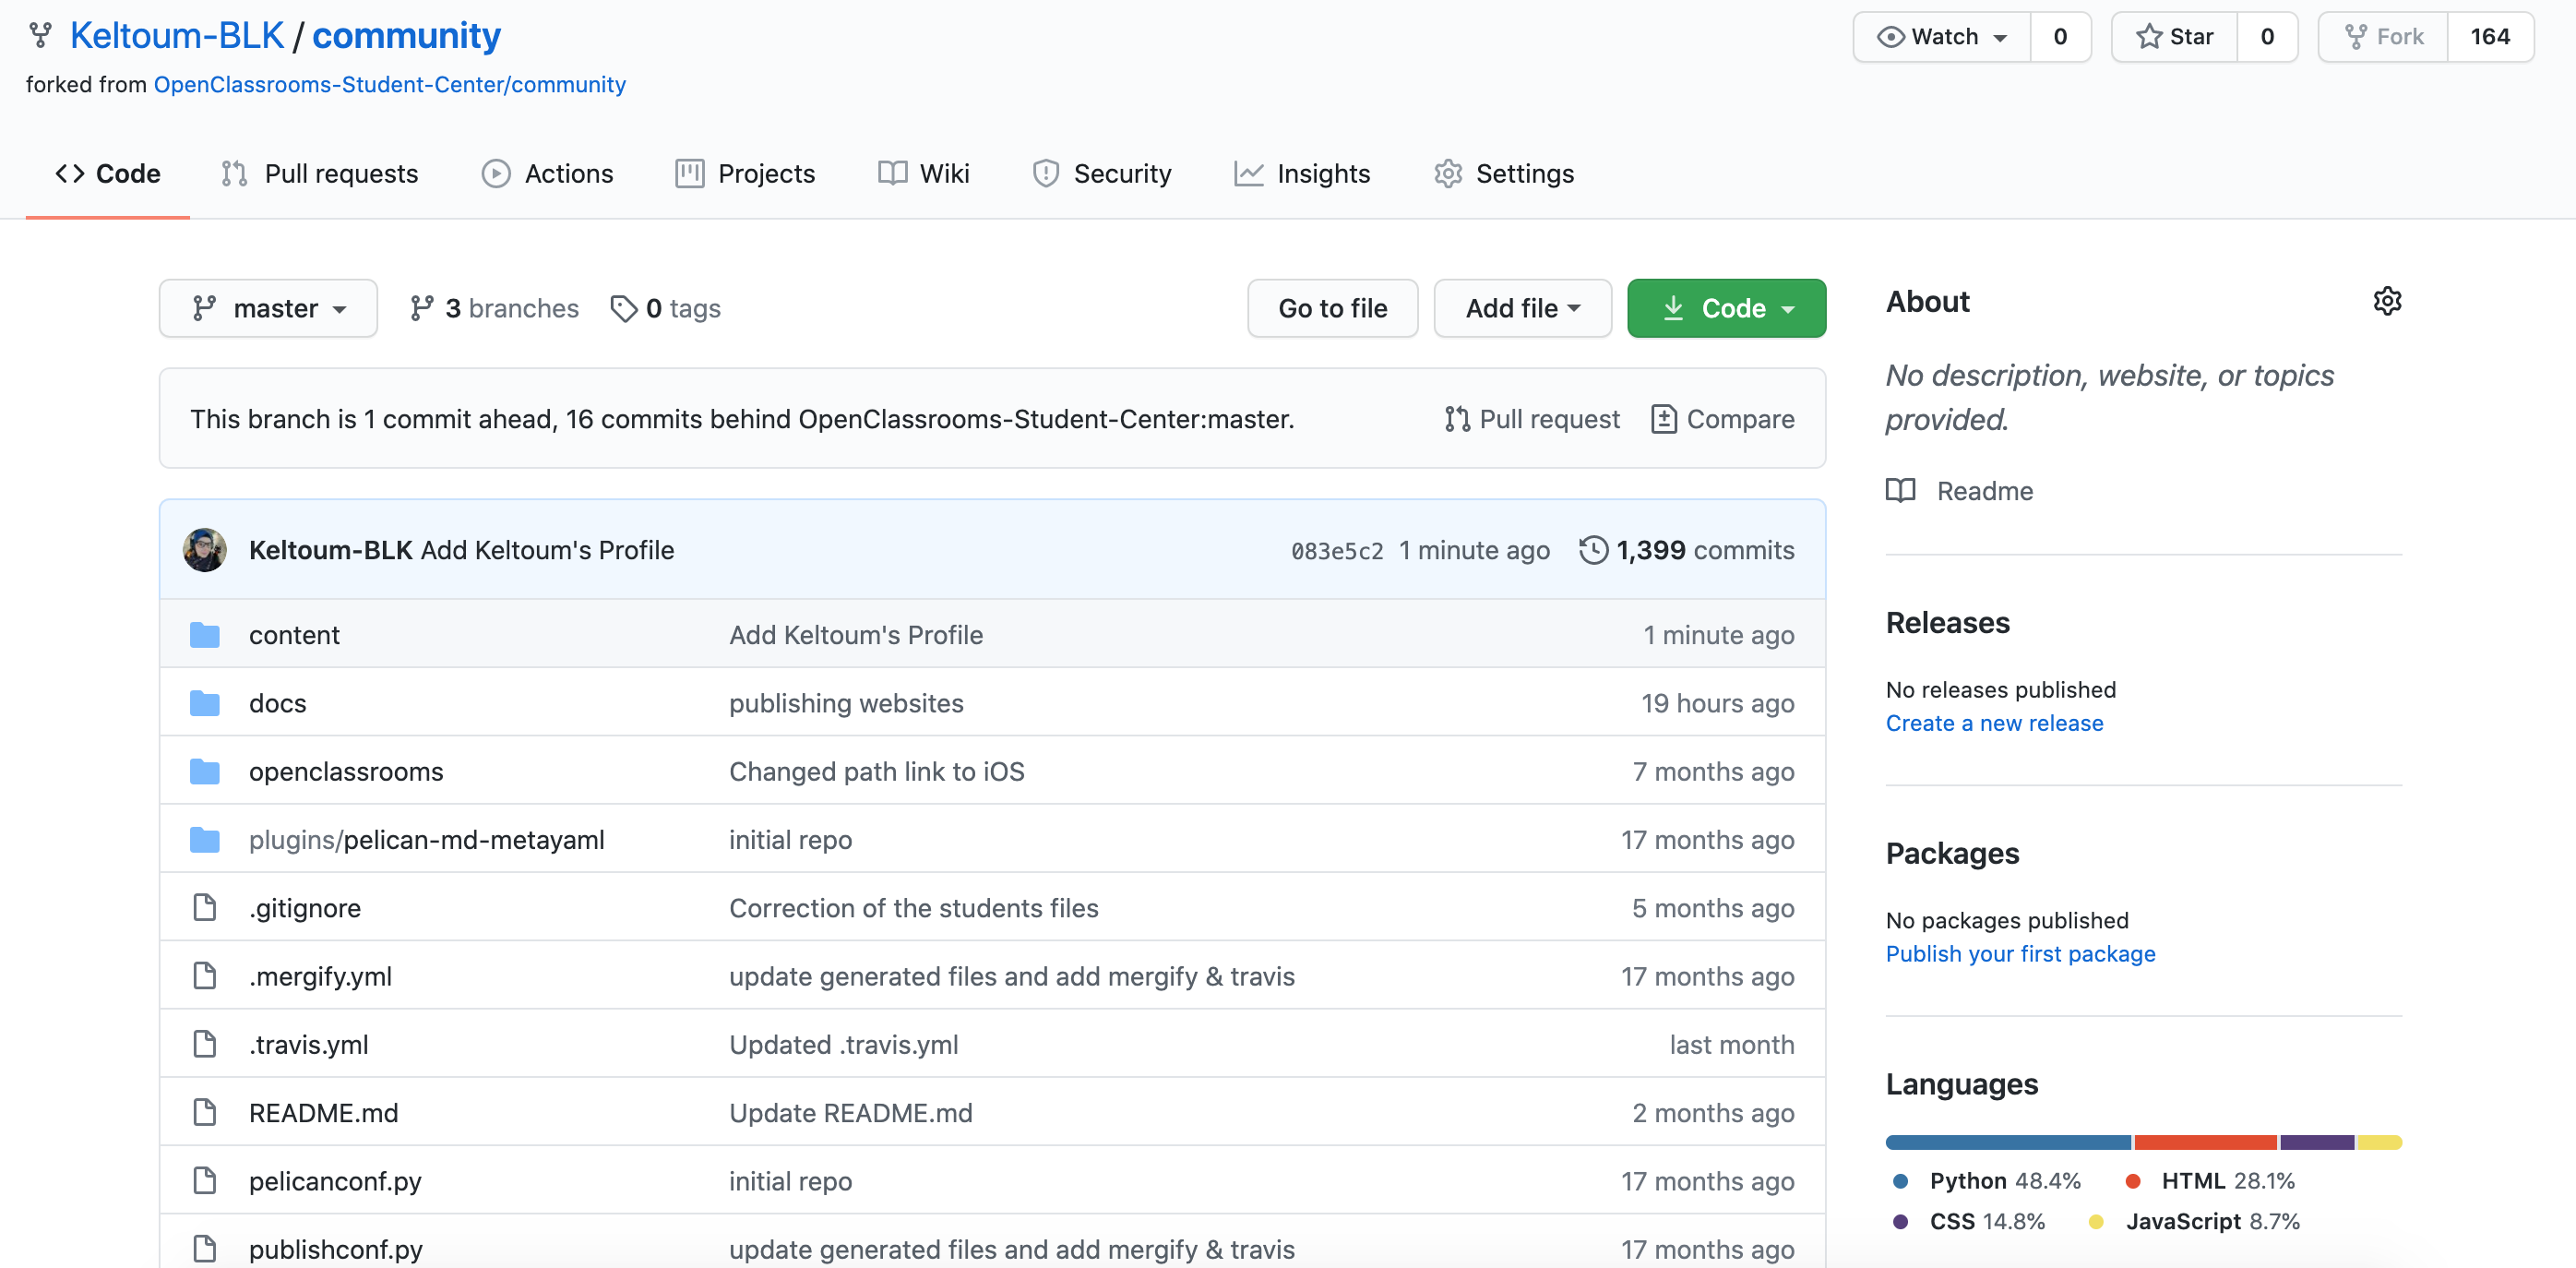 Keltoum-BLK / community
Watch 0 Star 0 Fork 164
forked from OpenClassrooms-Student-Center/community
Code Pull requests Actions Projects Wiki Security Insights Settings
master 3 branches 0 tags Go to file Add file Code
This branch is 1 commit ahead, 16 commits behind OpenClassrooms-Student-Center:master. Pull request Compare
Keltoum-BLK Add Keltoum's Profile 083e5c2 1 minute ago 1,399 commits
content Add Keltoum's Profile 1 minute ago
docs publishing websites 19 hours ago
openclassrooms Changed path link to iOS 7 months ago
plugins/pelican-md-metayaml initial repo 17 months ago
.gitignore Correction of the students files 5 months ago
.mergify.yml update generated files and add mergify & travis 17 months ago
.travis.yml Updated .travis.yml last month
README.md Update README.md 2 months ago
pelicanconf.py initial repo 17 months ago
publishconf.py update generated files and add mergify & travis 17 months ago
About
No description, website, or topics
provided.
Readme
Releases
No releases published
Create a new release
Packages
No packages published
Publish your first package
Languages
Python 48.4% HTML 28.1%
CSS 14.8% JavaScript 8.7%